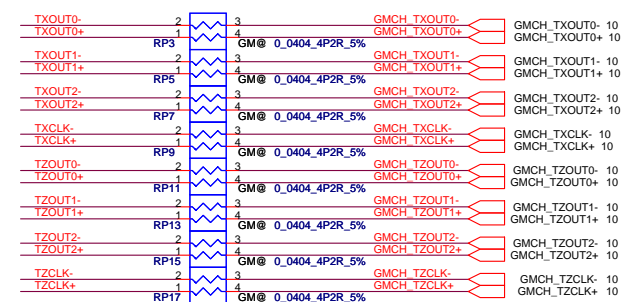 TXOUT0- 2 3 GMCH_TXOUT0- GMCH_TXOUT0- 10
TXOUT0+ 1 4 GMCH_TXOUT0+ GMCH_TXOUT0+ 10
RP3 GM@ 0_0404_4P2R_5%
TXOUT1- 2 3 GMCH_TXOUT1- GMCH_TXOUT1- 10
TXOUT1+ 1 4 GMCH_TXOUT1+ GMCH_TXOUT1+ 10
RP5 GM@ 0_0404_4P2R_5%
TXOUT2- 2 3 GMCH_TXOUT2- GMCH_TXOUT2- 10
TXOUT2+ 1 4 GMCH_TXOUT2+ GMCH_TXOUT2+ 10
RP7 GM@ 0_0404_4P2R_5%
TXCLK- 2 3 GMCH_TXCLK- GMCH_TXCLK- 10
TXCLK+ 1 4 GMCH_TXCLK+ GMCH_TXCLK+ 10
RP9 GM@ 0_0404_4P2R_5%
TZOUT0- 2 3 GMCH_TZOUT0- GMCH_TZOUT0- 10
TZOUT0+ 1 4 GMCH_TZOUT0+ GMCH_TZOUT0+ 10
RP11 GM@ 0_0404_4P2R_5%
TZOUT1- 2 3 GMCH_TZOUT1- GMCH_TZOUT1- 10
TZOUT1+ 1 4 GMCH_TZOUT1+ GMCH_TZOUT1+ 10
RP13 GM@ 0_0404_4P2R_5%
TZOUT2- 2 3 GMCH_TZOUT2- GMCH_TZOUT2- 10
TZOUT2+ 1 4 GMCH_TZOUT2+ GMCH_TZOUT2+ 10
RP15 GM@ 0_0404_4P2R_5%
TZCLK- 2 3 GMCH_TZCLK- GMCH_TZCLK- 10
TZCLK+ 1 4 GMCH_TZCLK+ GMCH_TZCLK+ 10
RP17 GM@ 0_0404_4P2R_5%